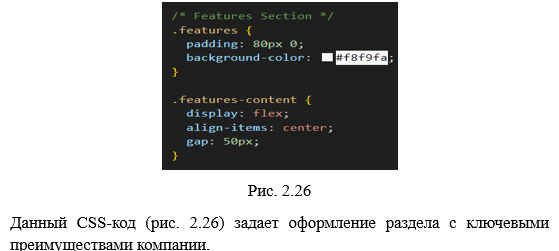 /* Features Section */
.features {
padding: 80px 0;
background-color: #f8f9fa;
}
.features-content {
display: flex;
align-items: center;
gap: 50px;
}
Рис. 2.26
Данный CSS-код (рис. 2.26) задает оформление раздела с ключевыми
преимуществами компании.